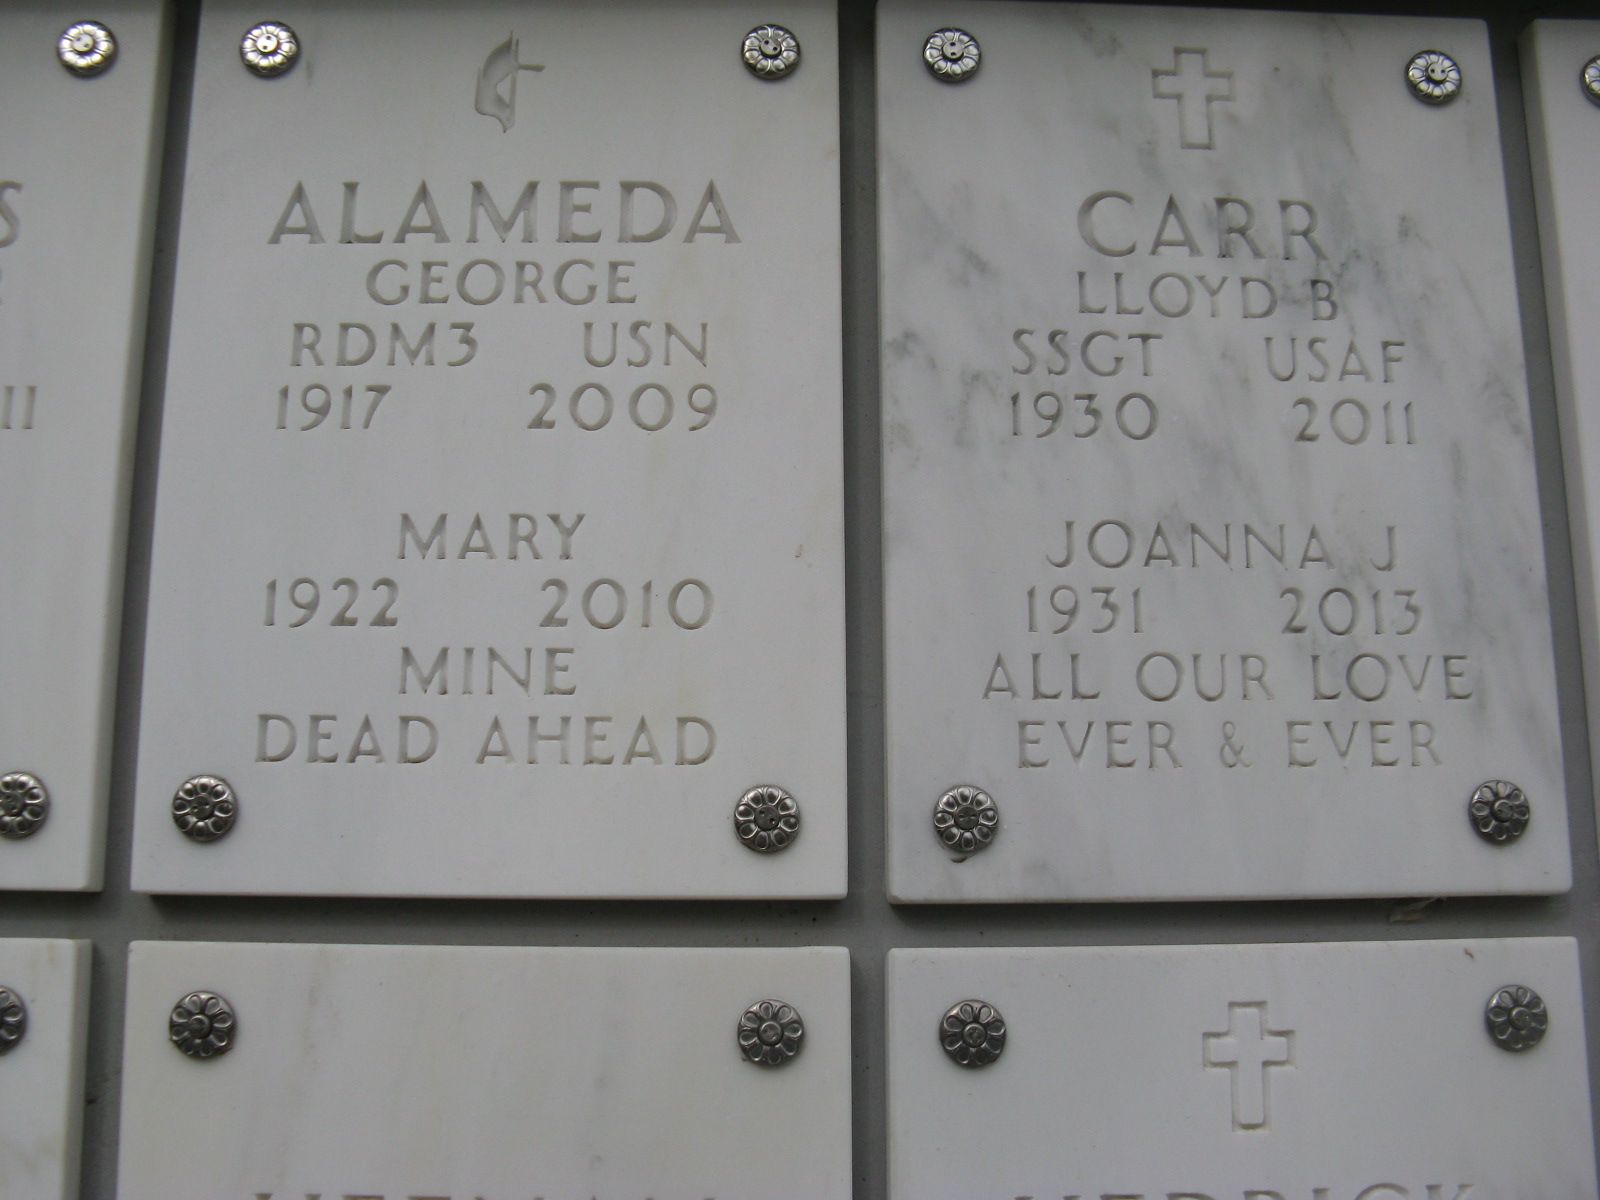 ALAMEDA
GEORGE
RDM3 USN
1917 2009
MARY
1922 2010
MINE
DEAD AHEAD
CARR
LLOYD B
SSGT USAF
1930 2011
JOANNA J
1931 2013
ALL OUR LOVE
EVER & EVER
S
11